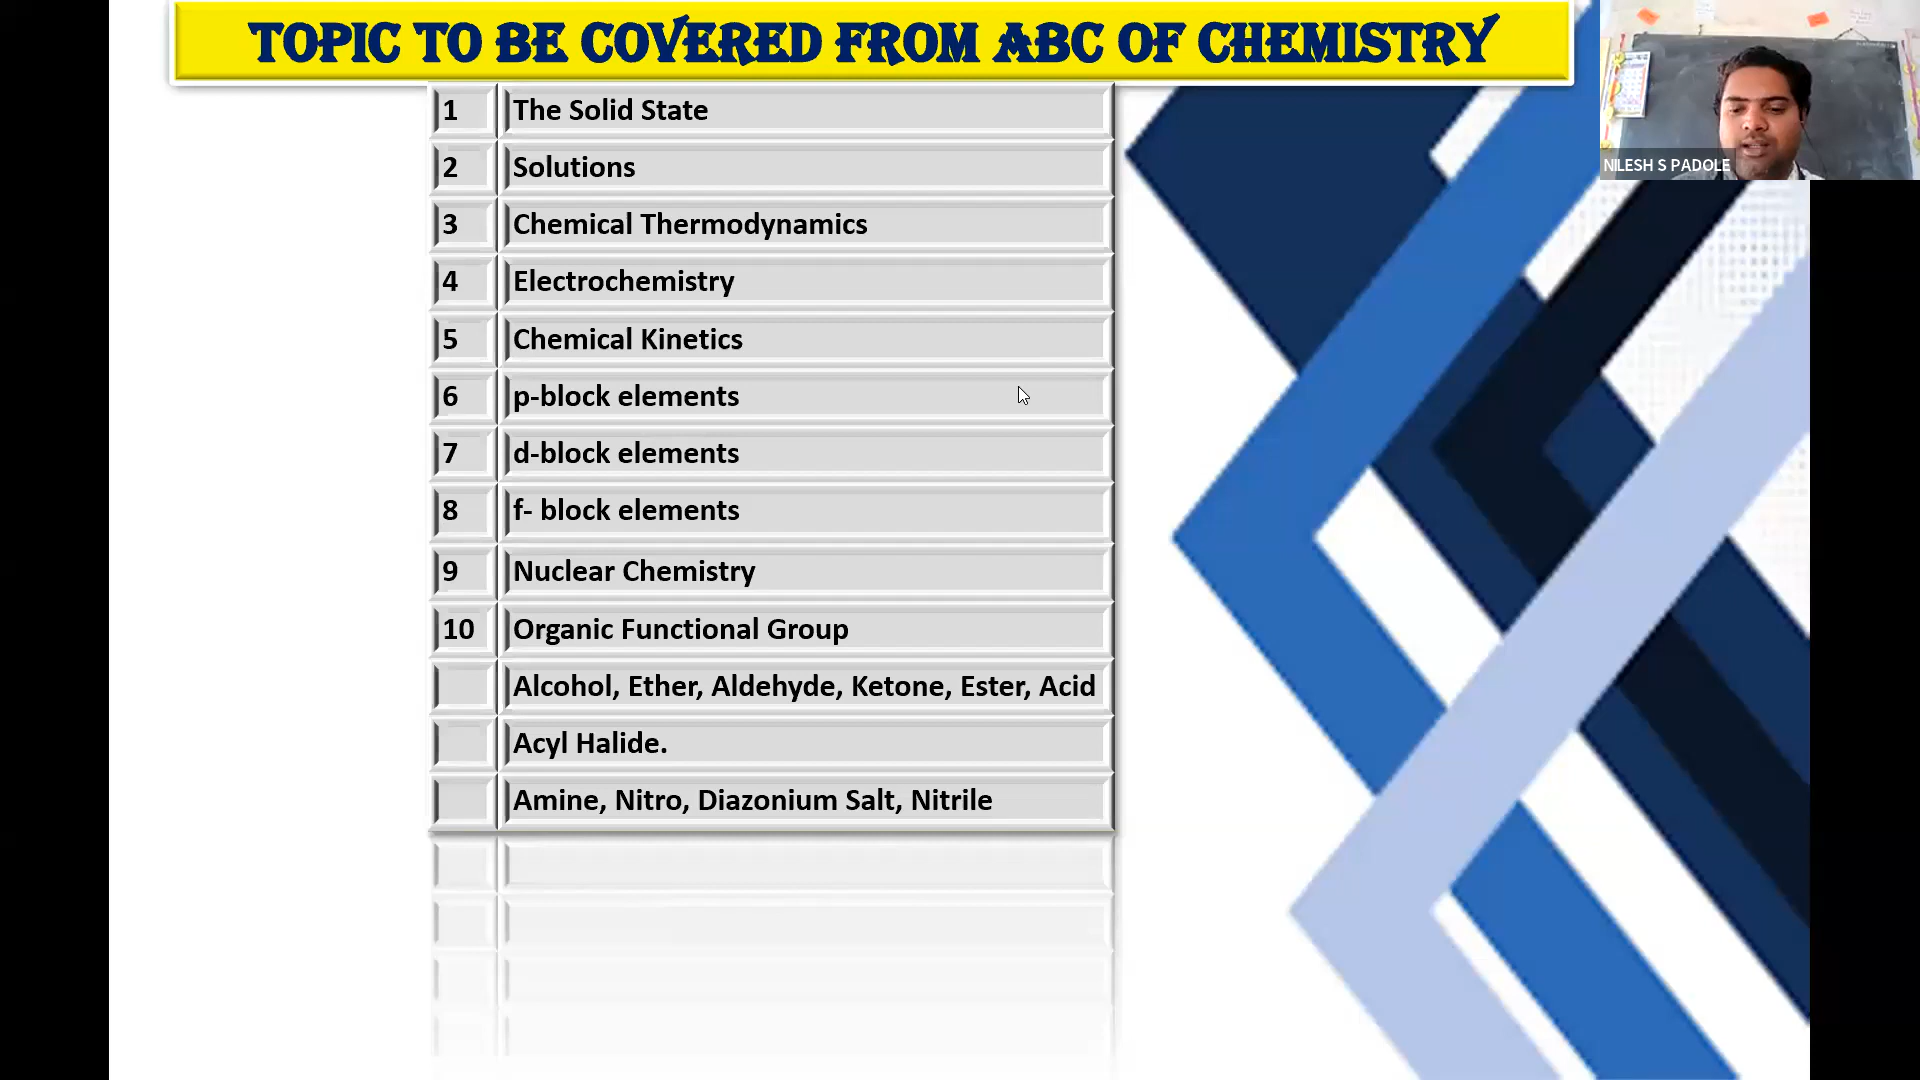 TOPIC TO BE COVERED FROM ABC OF CHEMISTRY
1 The Solid State
2 Solutions
3 Chemical Thermodynamics
4 Electrochemistry
5 Chemical Kinetics
6 p-block elements
7 d-block elements
8 f- block elements
9 Nuclear Chemistry
10 Organic Functional Group
Alcohol, Ether, Aldehyde, Ketone, Ester, Acid
Acyl Halide.
Amine, Nitro, Diazonium Salt, Nitrile
NILESH S PADOLE